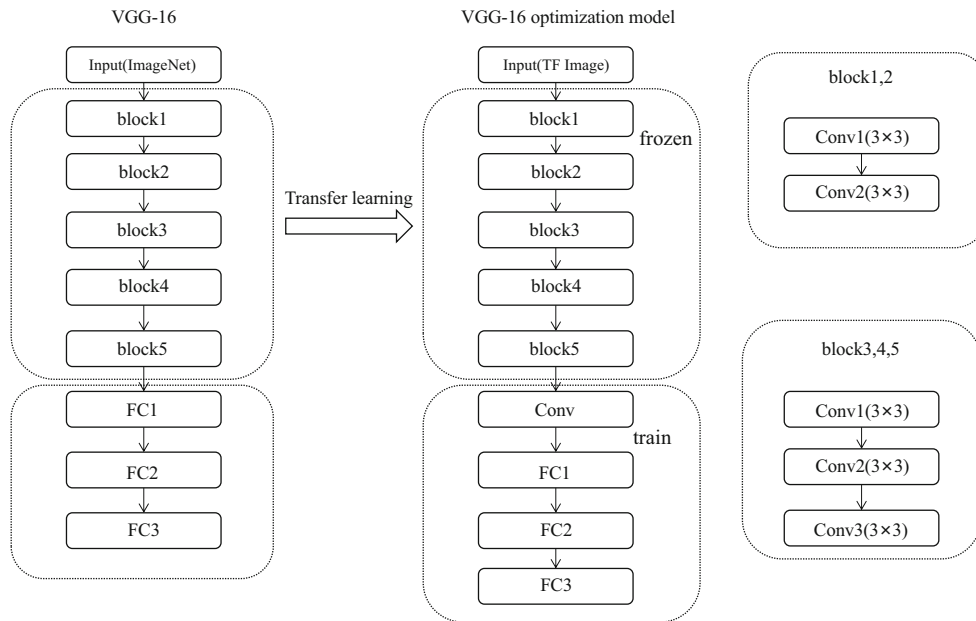 VGG-16
Input(ImageNet)
block1
block2
block3
block4
block5
FC1
FC2
FC3
Transfer learning
VGG-16 optimization model
Input(TF Image)
block1
frozen
block2
block3
block4
block5
Conv
train
FC1
FC2
FC3
block1,2
Conv1(3×3)
Conv2(3×3)
block3,4,5
Conv1(3×3)
Conv2(3×3)
Conv3(3×3)